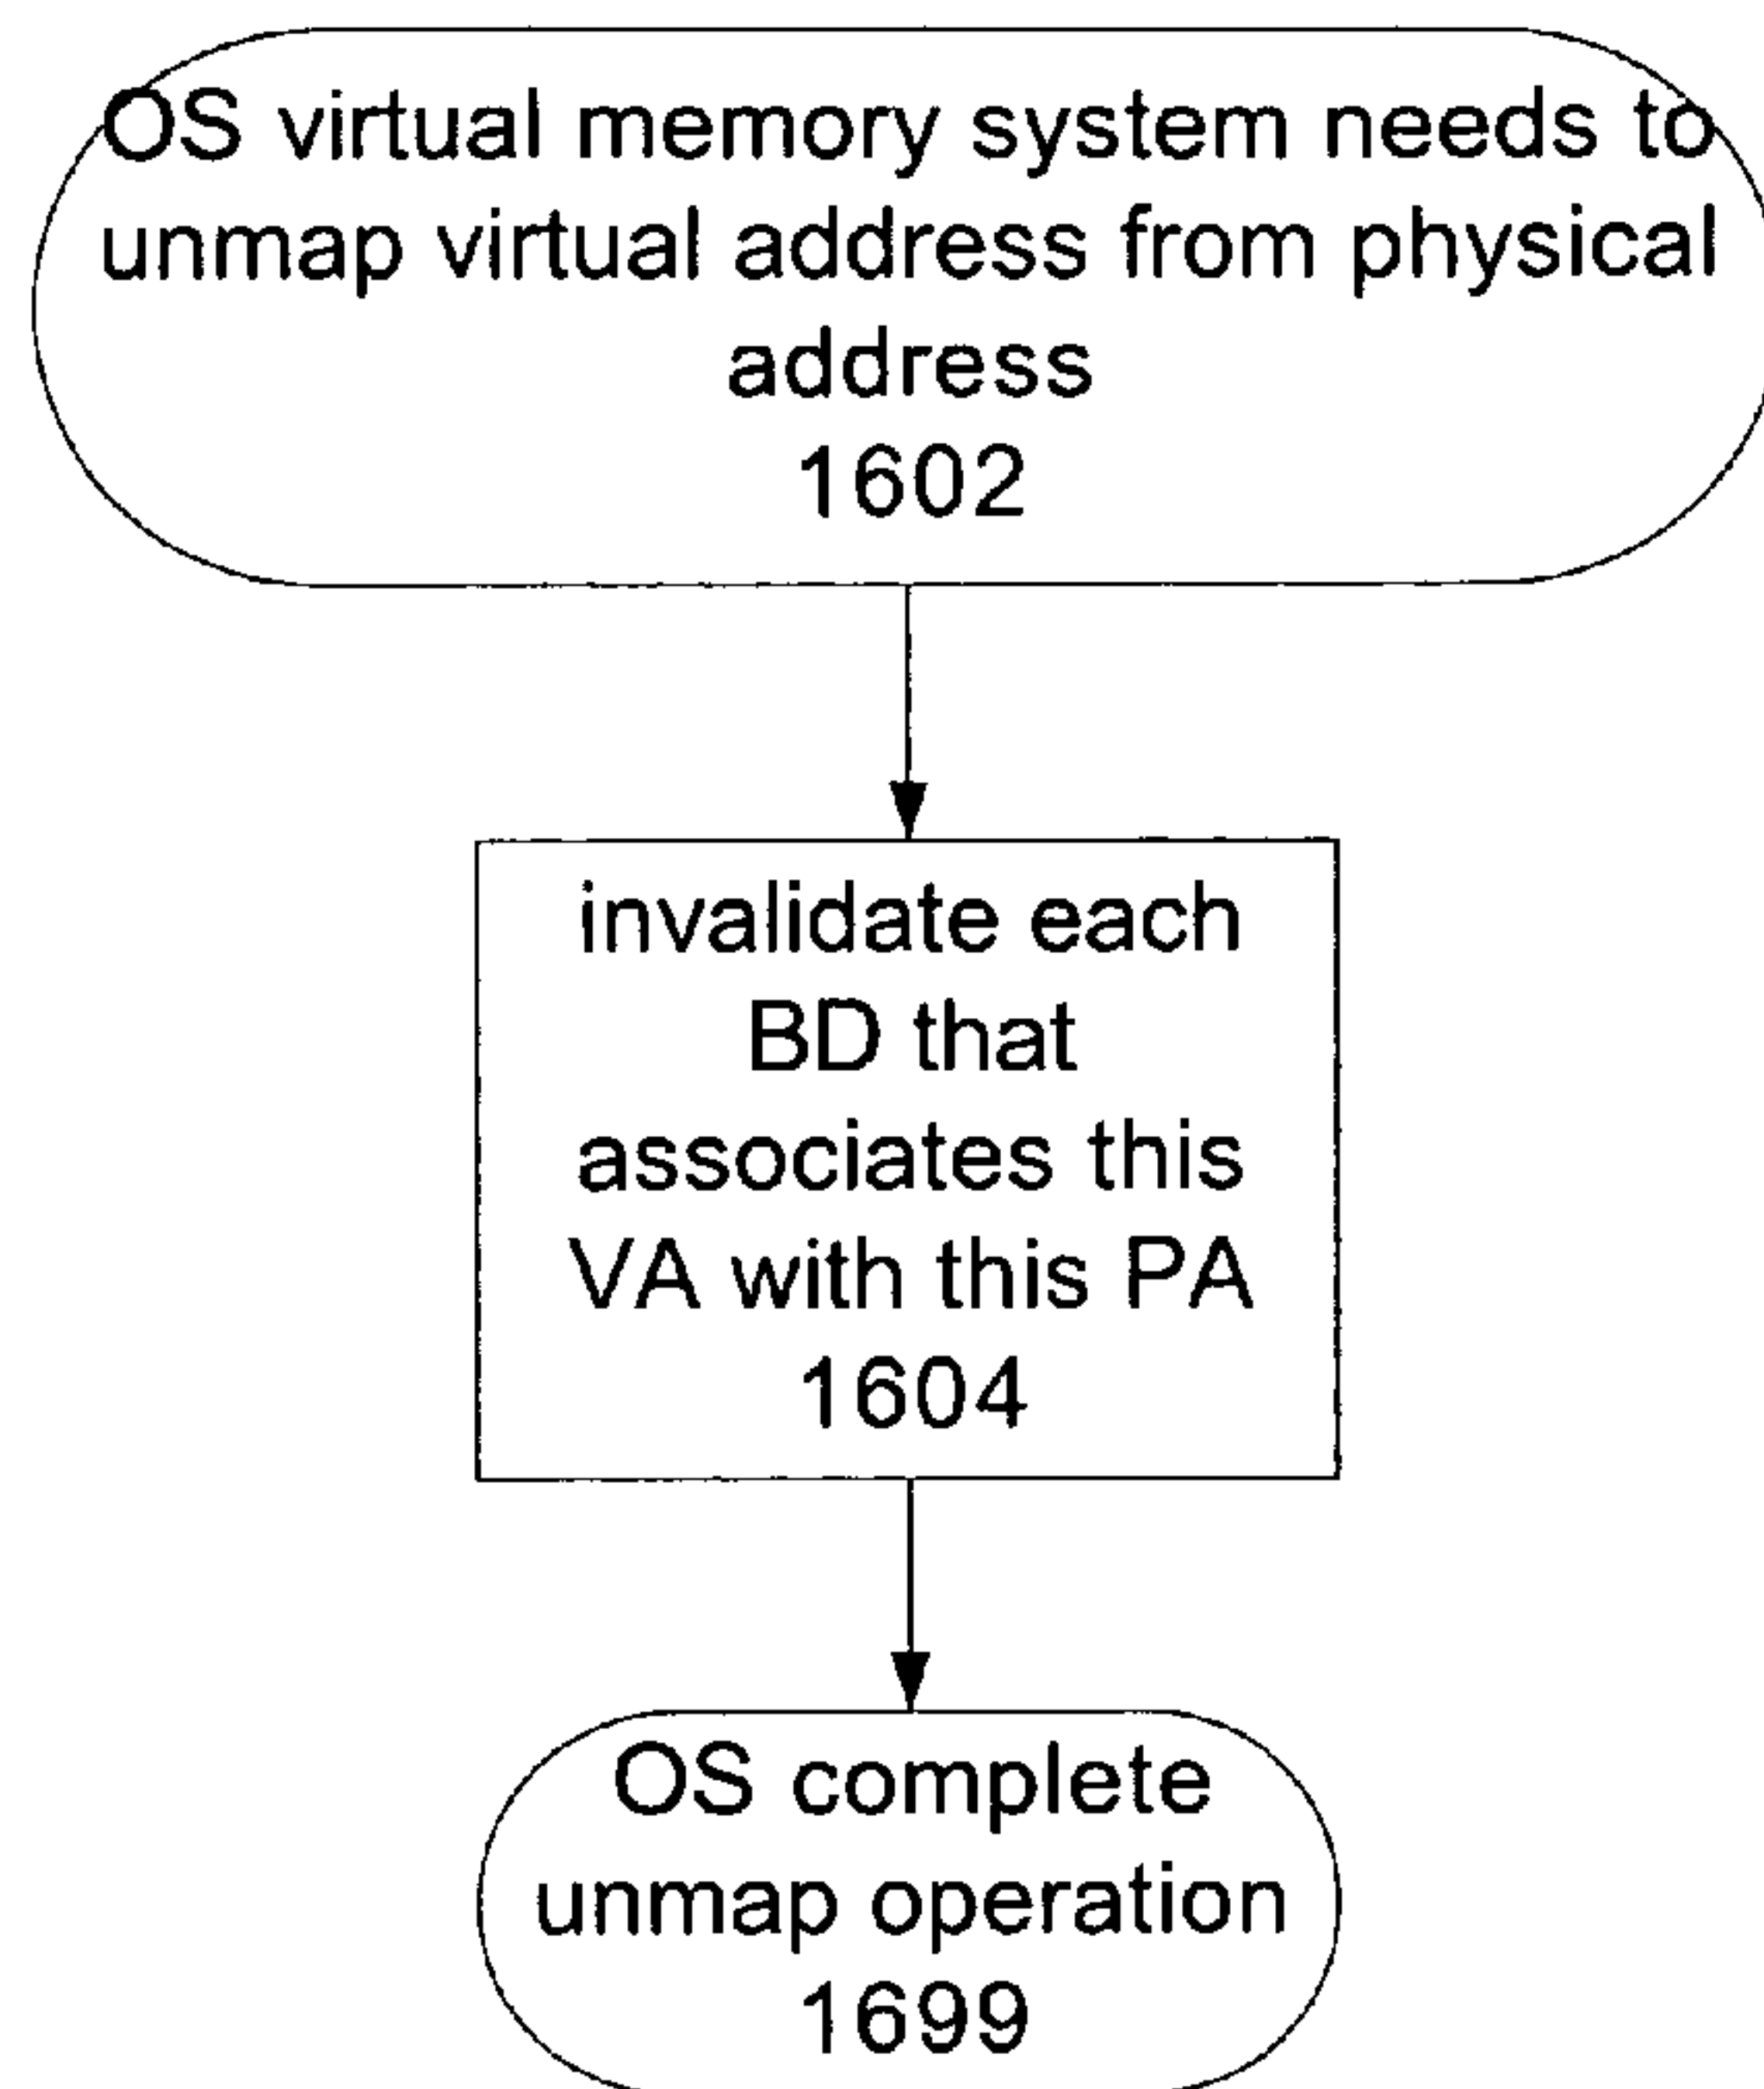 OS virtual memory system needs to
unmap virtual address from physical
address
1602
invalidate each
BD that
associates this
VA with this PA
1604
OS complete
unmap operation
1699